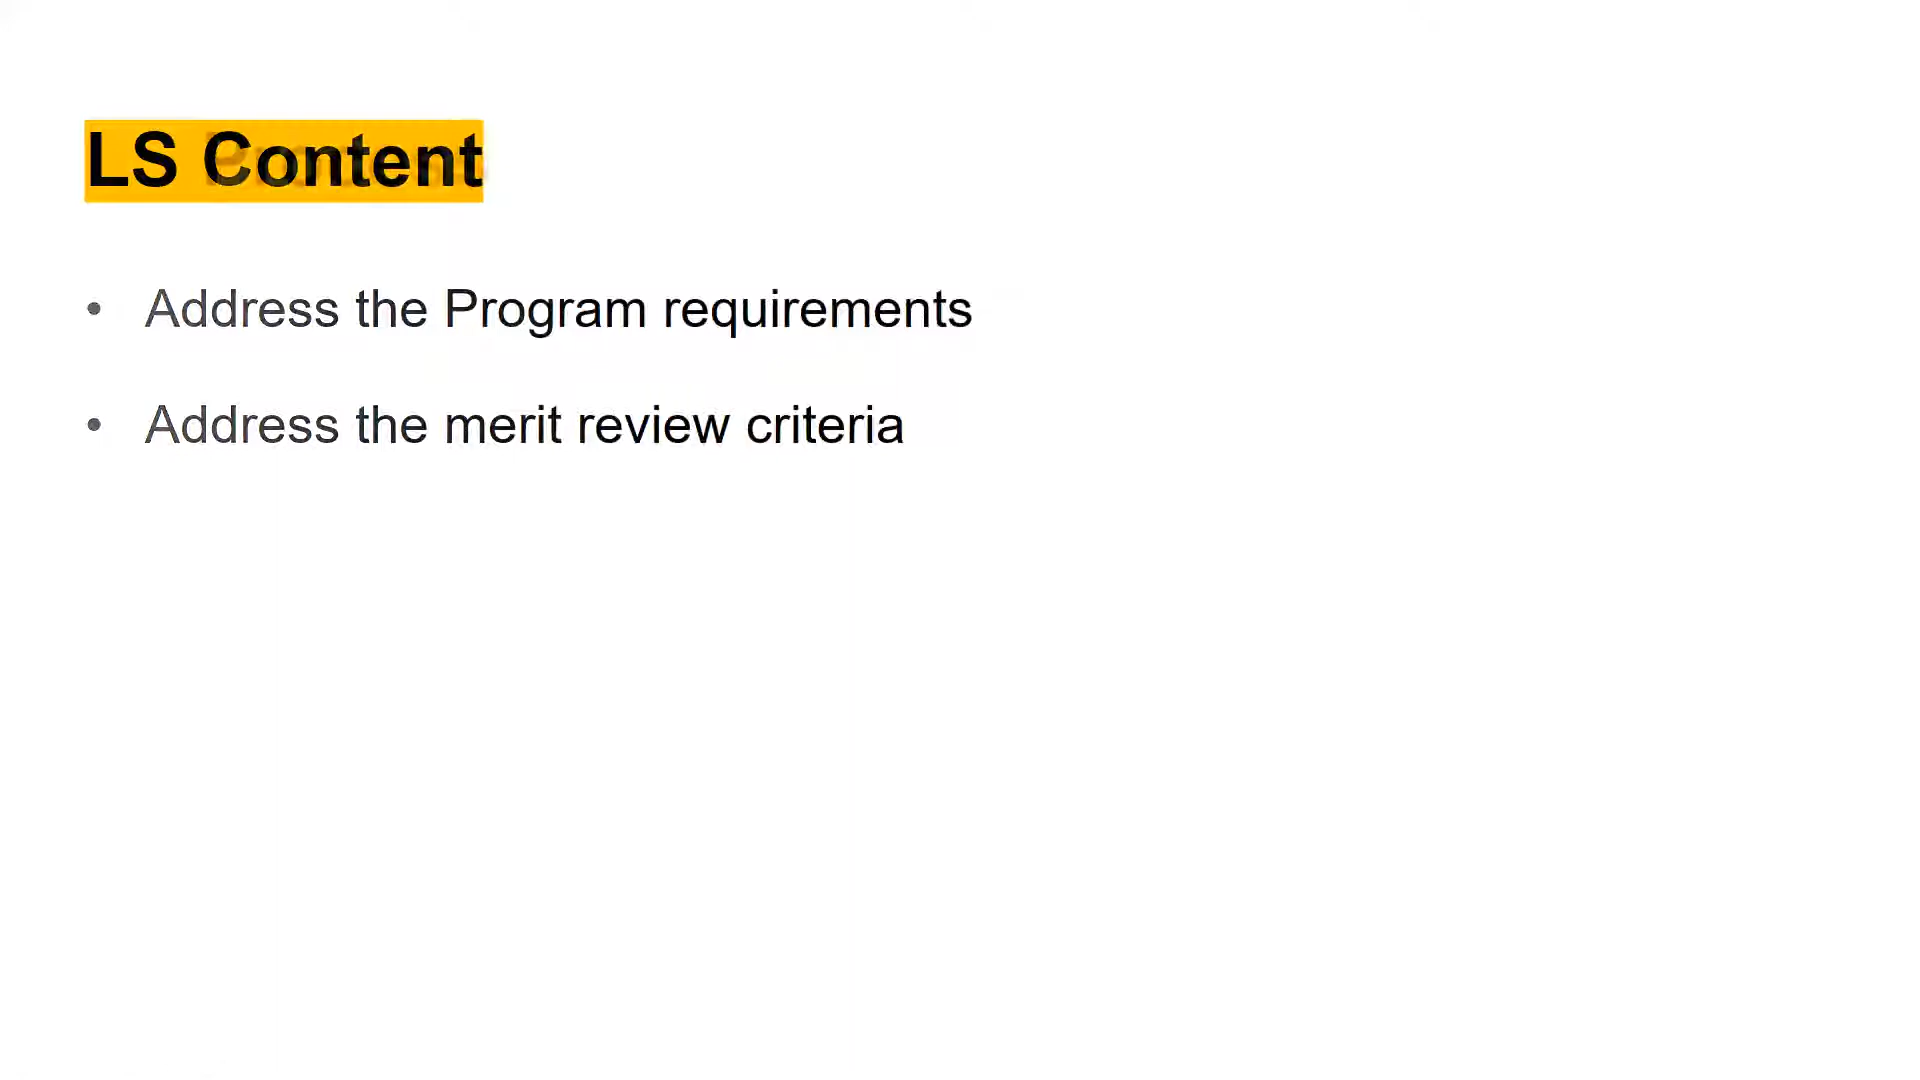 LS Content
• Address the Program requirements
• Address the merit review criteria